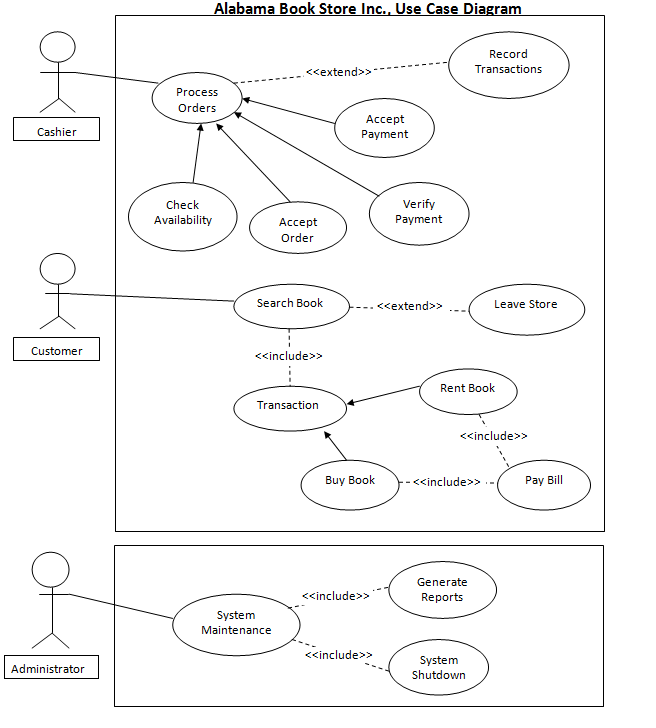 Alabama Book Store Inc., Use Case Diagram
Record
Transactions
<<extend>>
Process
Orders
Accept
Payment
Cashier
Check
Availability
Accept
Order
Verify
Payment
Search Book
<<extend>>
Leave Store
Customer
<<include>>
Transaction
Rent Book
<<include>>
Buy Book
<<include>>
Pay Bill
Generate
Reports
<<include>>
System
Maintenance
<<include>>
System
Shutdown
Administrator